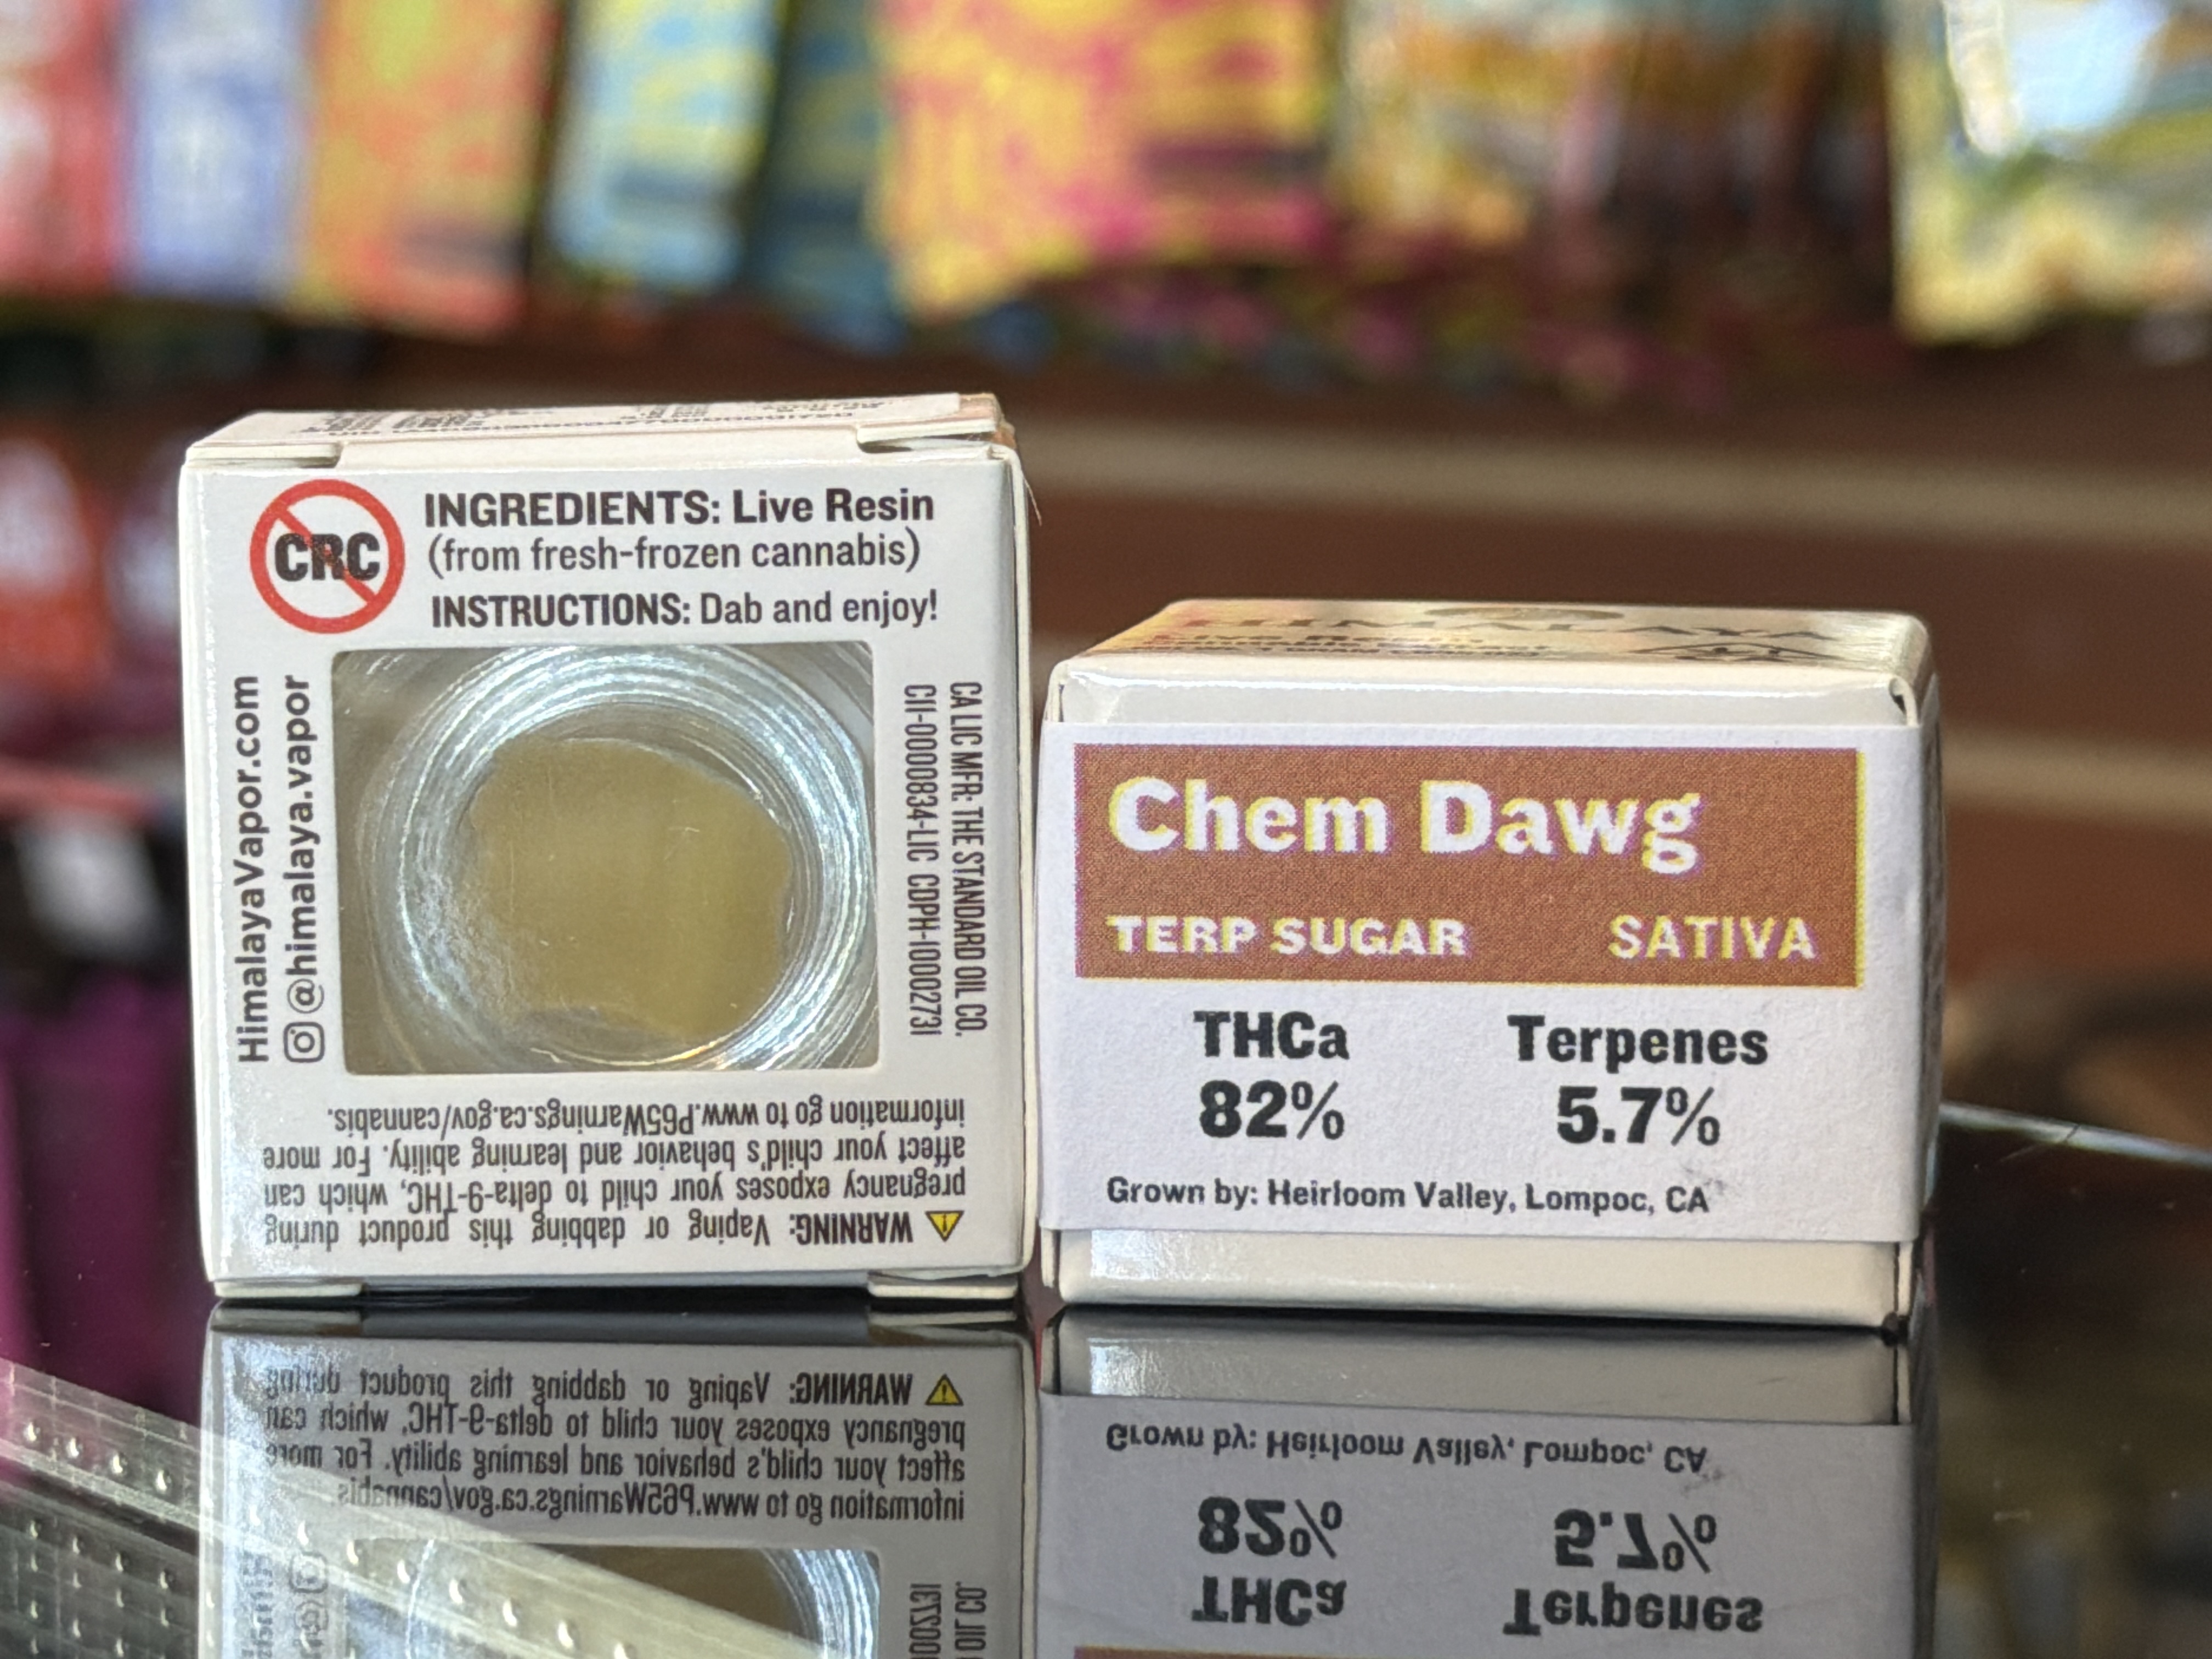 CRC
INGREDIENTS: Live Resin
(from fresh-frozen cannabis)
INSTRUCTIONS: Dab and enjoy!
HimalayaVapor.com
@himalaya.vapor
CA LIC MFR: THE STANDARD OIL CO.
C11-0000834-LIC CDPH-10002731
WARNING: Vaping or dabbing this product during
pregnancy exposes your child to delta-9-THC, which can
affect your child's behavior and learning ability. For more
information go to www.P65Warnings.ca.gov/cannabis.
HIMALAYA
Live Resin
Chem Dawg
TERP SUGAR SATIVA
THCa Terpenes
82% 5.7%
Grown by: Heirloom Valley, Lompoc, CA